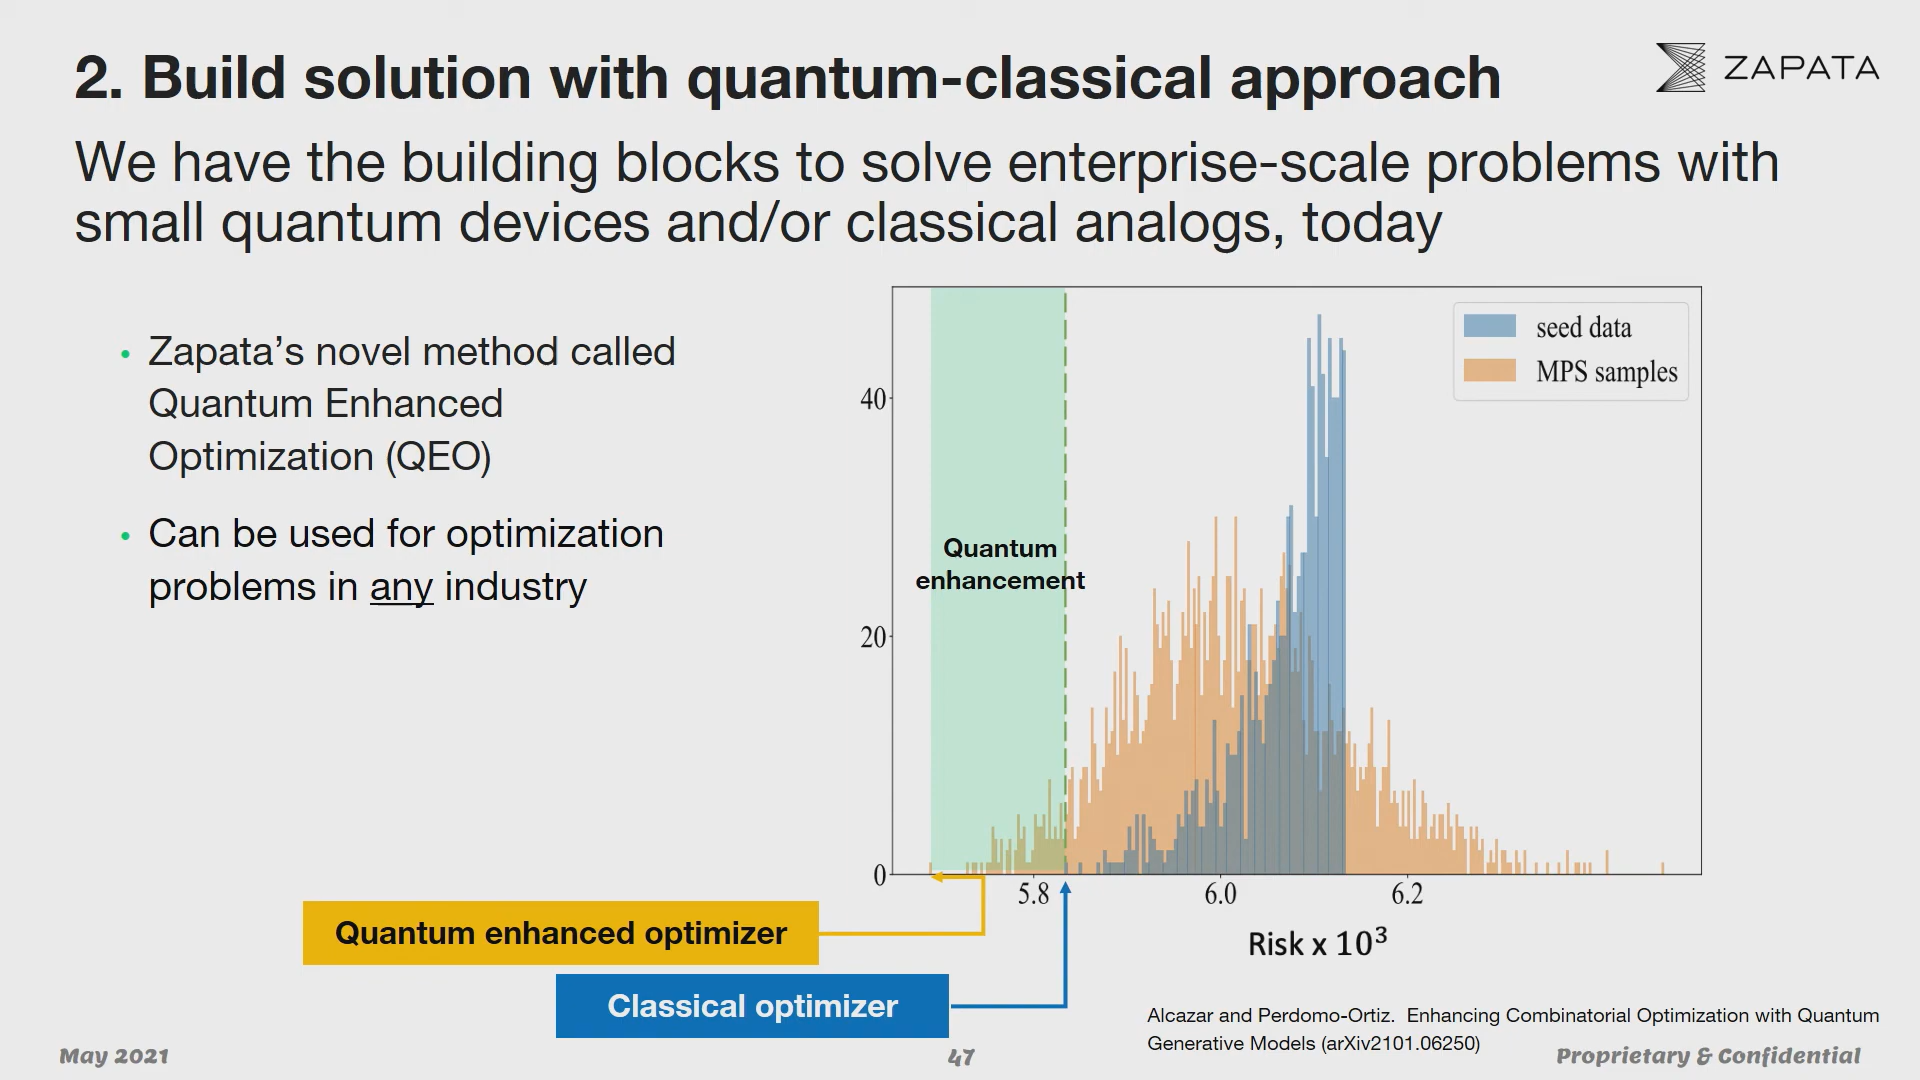 2. Build solution with quantum-classical approach
ZAPATA
We have the building blocks to solve enterprise-scale problems with
small quantum devices and/or classical analogs, today
• Zapata’s novel method called
Quantum Enhanced
Optimization (QEO)
• Can be used for optimization
problems in any industry
seed data
MPS samples
40
20
0
Quantum
enhancement
5.8 6.0 6.2
Risk x 10³
Quantum enhanced optimizer
Classical optimizer
Alcazar and Perdomo-Ortiz. Enhancing Combinatorial Optimization with Quantum
Generative Models (arXiv2101.06250)
May 2021
47
Proprietary & Confidential